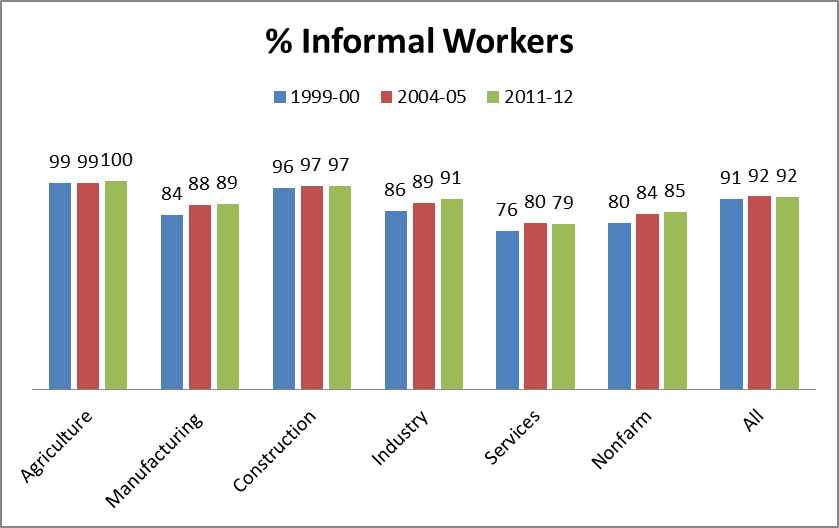 % Informal Workers
1999-00 2004-05 2011-12
99 99 100 84 88 89 96 97 97 86 89 91 76 80 79 80 84 85 91 92 92
Agriculture Manufacturing Construction Industry Services Nonfarm All